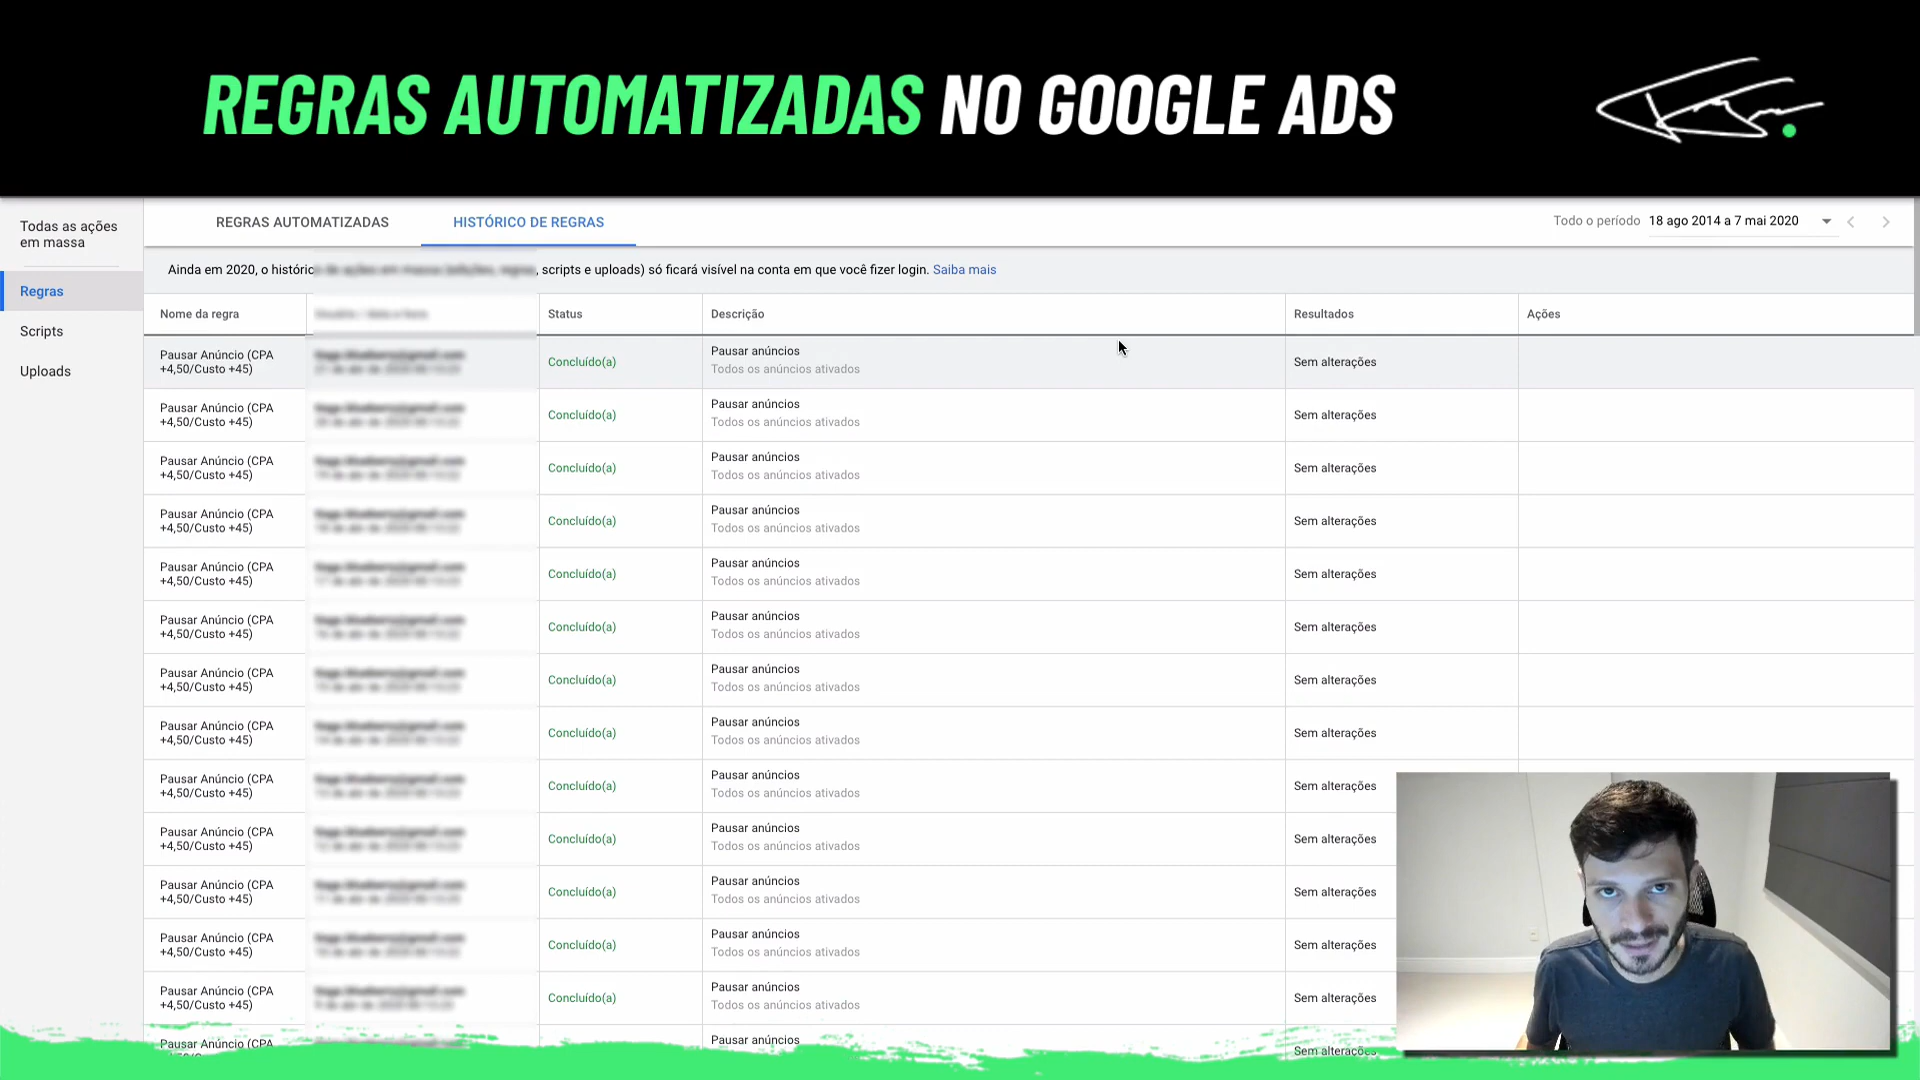 REGRAS AUTOMATIZADAS NO GOOGLE ADS
Todas as ações
em massa
Regras
Scripts
Uploads
REGRAS AUTOMATIZADAS
HISTÓRICO DE REGRAS
Todo o período 18 ago 2014 a 7 mai 2020
Ainda em 2020, o históric , scripts e uploads) só ficará visível na conta em que você fizer login. Saiba mais
Nome da regra Status Descrição Resultados Ações
Pausar Anúncio (CPA
+4,50/Custo +45)
Concluído(a)
Pausar anúncios
Todos os anúncios ativados
Sem alterações
Pausar Anúncio (CPA
+4,50/Custo +45)
Concluído(a)
Pausar anúncios
Todos os anúncios ativados
Sem alterações
Pausar Anúncio (CPA
+4,50/Custo +45)
Concluído(a)
Pausar anúncios
Todos os anúncios ativados
Sem alterações
Pausar Anúncio (CPA
+4,50/Custo +45)
Concluído(a)
Pausar anúncios
Todos os anúncios ativados
Sem alterações
Pausar Anúncio (CPA
+4,50/Custo +45)
Concluído(a)
Pausar anúncios
Todos os anúncios ativados
Sem alterações
Pausar Anúncio (CPA
+4,50/Custo +45)
Concluído(a)
Pausar anúncios
Todos os anúncios ativados
Sem alterações
Pausar Anúncio (CPA
+4,50/Custo +45)
Concluído(a)
Pausar anúncios
Todos os anúncios ativados
Sem alterações
Pausar Anúncio (CPA
+4,50/Custo +45)
Concluído(a)
Pausar anúncios
Todos os anúncios ativados
Sem alterações
Pausar Anúncio (CPA
+4,50/Custo +45)
Concluído(a)
Pausar anúncios
Todos os anúncios ativados
Sem alterações
Pausar Anúncio (CPA
+4,50/Custo +45)
Concluído(a)
Pausar anúncios
Todos os anúncios ativados
Sem alterações
Pausar Anúncio (CPA
+4,50/Custo +45)
Concluído(a)
Pausar anúncios
Todos os anúncios ativados
Sem alterações
Pausar Anúncio (CPA
+4,50/Custo +45)
Concluído(a)
Pausar anúncios
Todos os anúncios ativados
Sem alterações
Pausar Anúncio (CPA
+4,50/Custo +45)
Concluído(a)
Pausar anúncios
Todos os anúncios ativados
Sem alterações
Pausar Anúncio (CPA
Pausar anúncios
Sem alterações